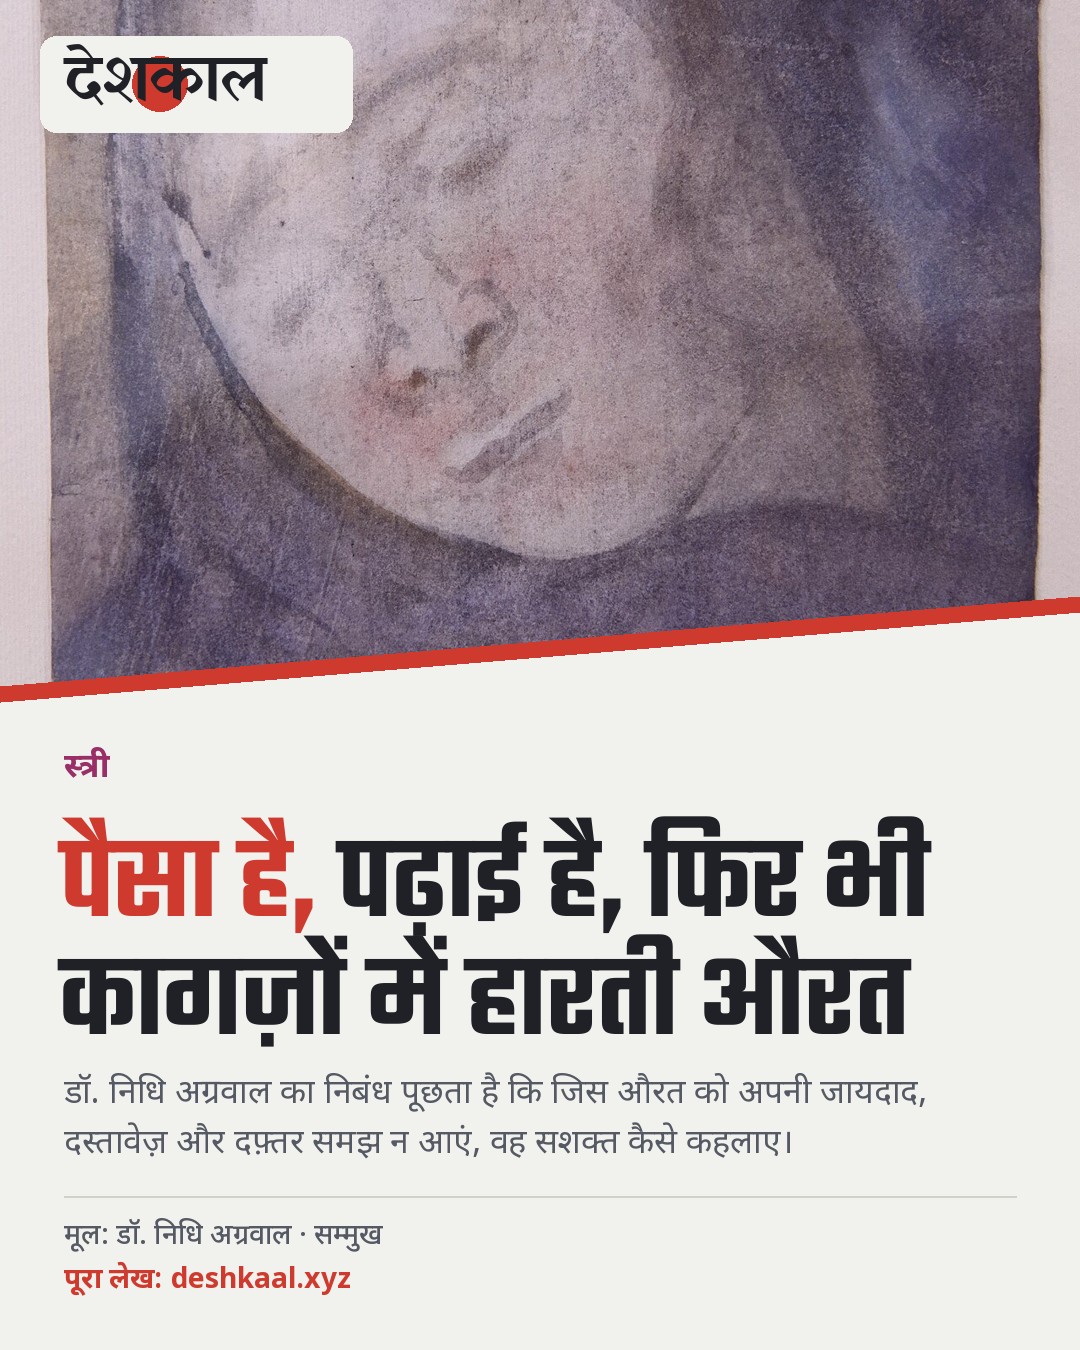 देशकाल
स्त्री
पैसा है, पढ़ाई है, फिर भी
कागज़ों में हारती औरत
डॉ. निधि अग्रवाल का निबंध पूछता है कि जिस औरत को अपनी जायदाद,
दस्तावेज़ और दफ़्तर समझ न आएं, वह सशक्त कैसे कहलाए।
मूल: डॉ. निधि अग्रवाल · सम्मुख
पूरा लेख: deshkaal.xyz